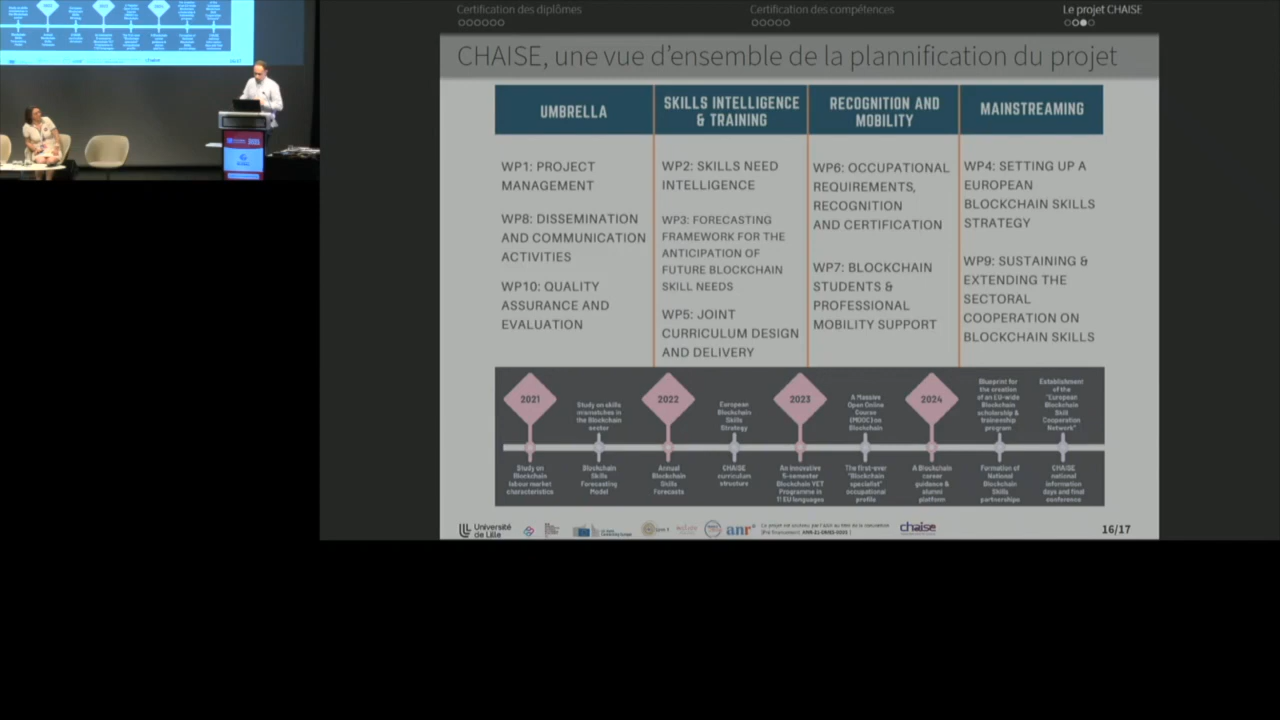 Certification des diplômes
Certification des compétences
Le projet CHAISE
CHAISE, une vue d'ensemble de la plannification du projet
UMBRELLA
SKILLS INTELLIGENCE
& TRAINING
RECOGNITION AND
MOBILITY
MAINSTREAMING
WP1: PROJECT
MANAGEMENT
WP8: DISSEMINATION
AND COMMUNICATION
ACTIVITIES
WP10: QUALITY
ASSURANCE AND
EVALUATION
WP2: SKILLS NEED
INTELLIGENCE
WP3: FORECASTING
FRAMEWORK FOR THE
ANTICIPATION OF
FUTURE BLOCKCHAIN
SKILL NEEDS
WP5: JOINT
CURRICULUM DESIGN
AND DELIVERY
WP6: OCCUPATIONAL
REQUIREMENTS,
RECOGNITION
AND CERTIFICATION
WP7: BLOCKCHAIN
STUDENTS &
PROFESSIONAL
MOBILITY SUPPORT
WP4: SETTING UP A
EUROPEAN
BLOCKCHAIN SKILLS
STRATEGY
WP9: SUSTAINING &
EXTENDING THE
SECTORAL
COOPERATION ON
BLOCKCHAIN SKILLS
2021
Study on skills
mismatches in
the Blockchain
sector
2022
European
Blockchain
Skills
Strategy
2023
A Massive
Open Online
Course
(MOOC) on
Blockchain
2024
Blueprint for
the creation
of an EU-wide
Blockchain
scholarship &
traineeship
program
Establishment
of the
"European
Blockchain
Skill
Cooperation
Network"
Study on
Blockchain
labour market
characteristics
Blockchain
Skills
Forecasting
Model
Annual
Blockchain
Skills
Forecasts
CHAISE
curriculum
structure
An innovative
5-semester
Blockchain VET
Programme in
11 EU languages
The first-ever
"Blockchain
specialist"
occupational
profile
A Blockchain
career
guidance &
alumni
platform
Formation of
National
Blockchain
Skills
partnerships
CHAISE
national
information
days and final
conference
Université
de Lille
anr
chaise
16/17